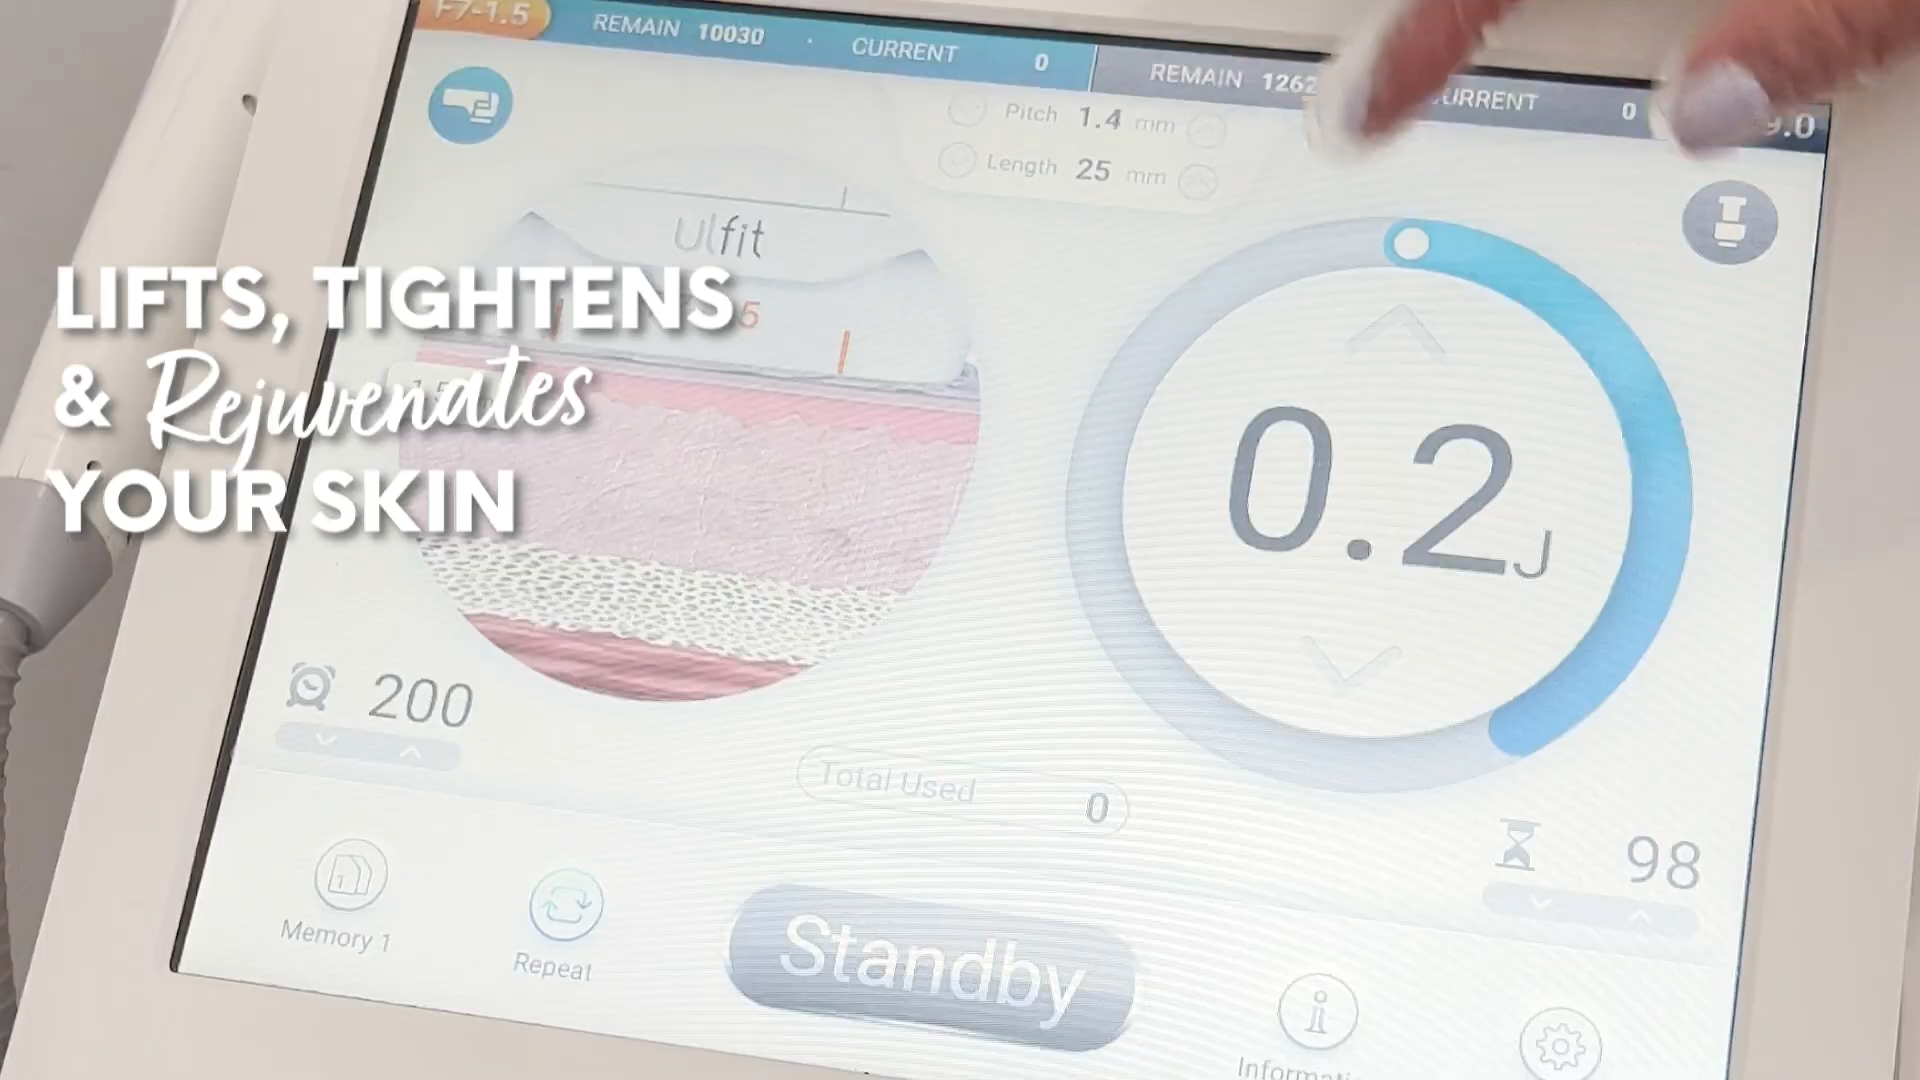 F7-1.5
REMAIN 10030 · CURRENT 0
REMAIN CURRENT 0
Pitch 1.4 mm
Length 25 mm
Ulfit
LIFTS, TIGHTENS
& Rejuvenates
YOUR SKIN
0.2J
200
Total Used 0
98
Memory 1
Repeat
Standby